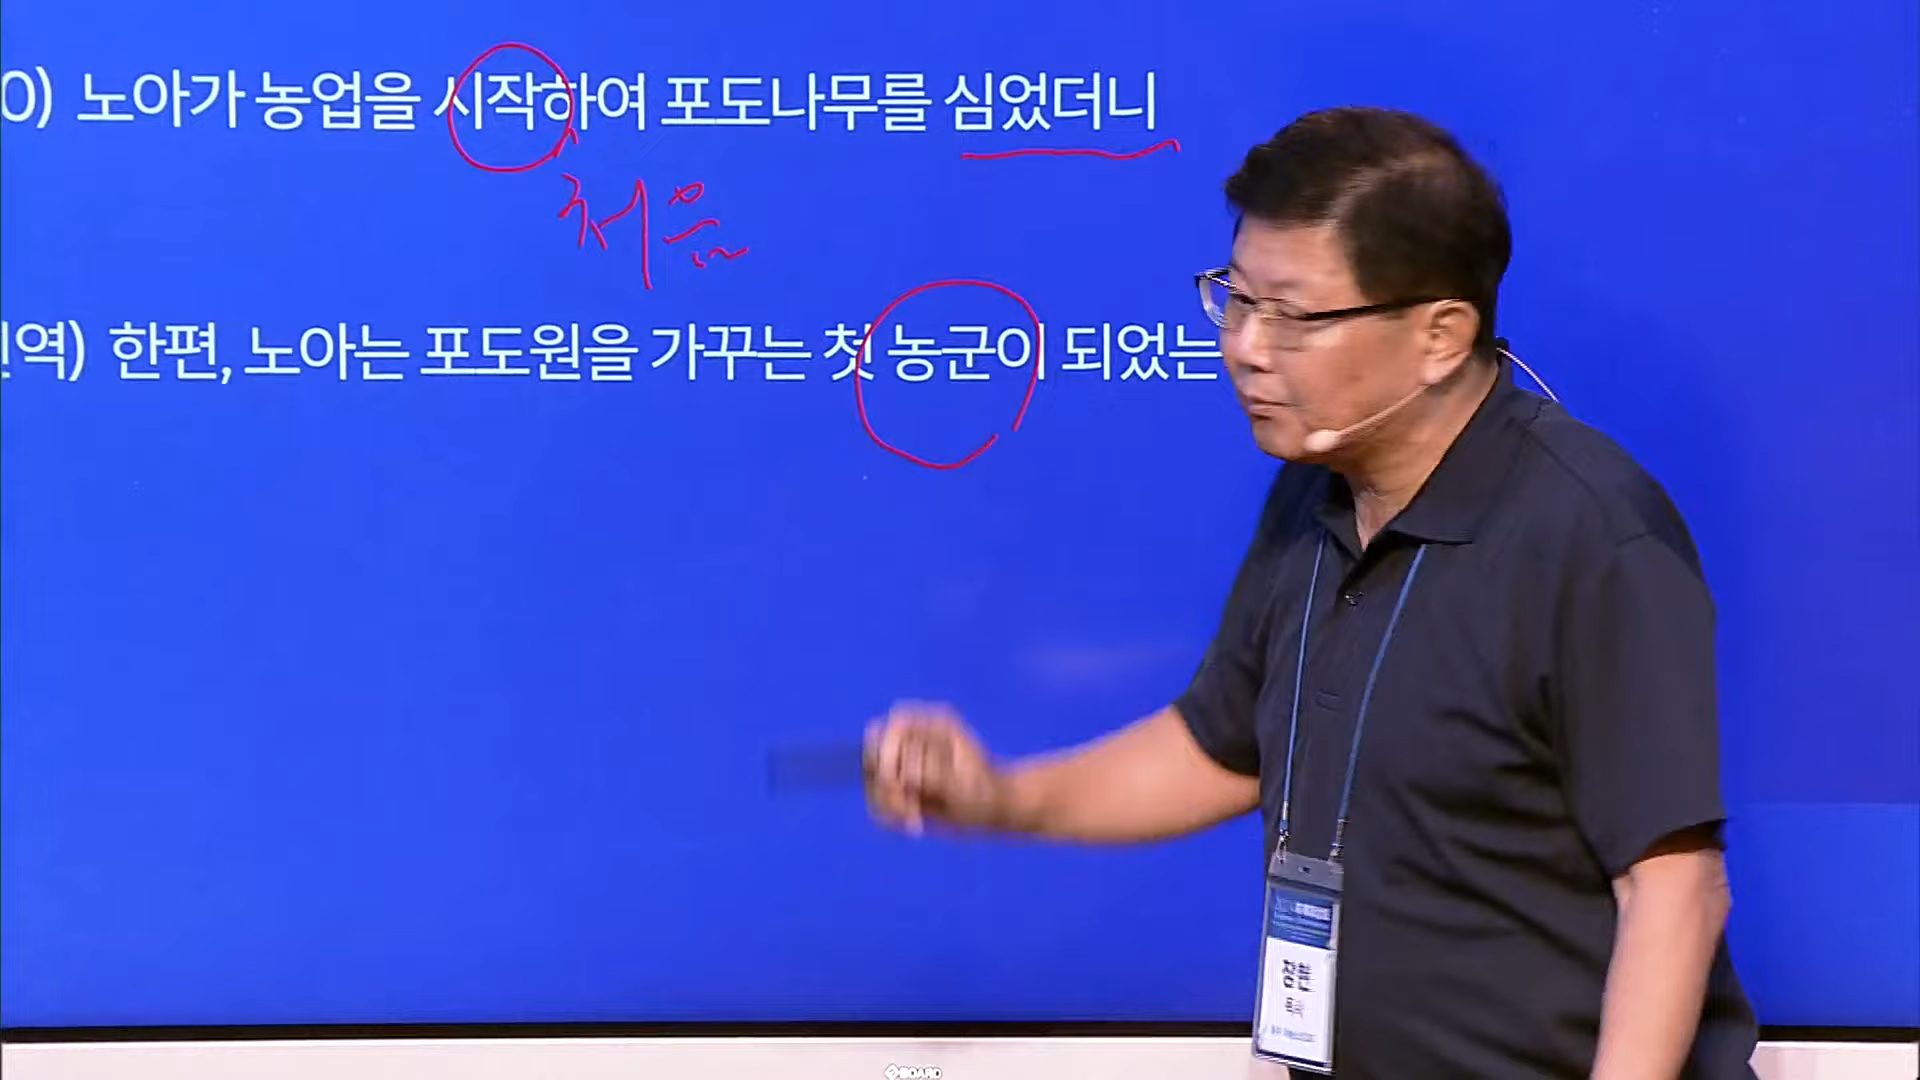 0) 노아가 농업을 시작하여 포도나무를 심었더니
처음
역) 한편, 노아는 포도원을 가꾸는 첫 농군이 되었는
BOARD